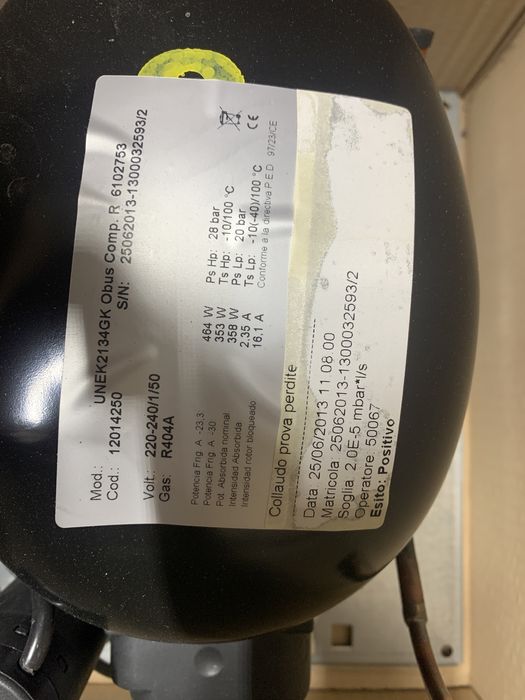 Mod.: UNEK2134GK Obus Comp. R 6102753
Cod.: 12014250 S/N: 25062013-1300032593/2
Volt.: 220-240/1/50
Gas: R404A
Potencia Frig. A -23,3 464 W Ps Hp: 28 bar
Potencia Frig. A -30 353 W Ts Hp: -10/100 °C
Pot. Absorbida nominal 358 W Ps Lp: 20 bar
Intensidad Absorbida 2.35 A Ts Lp: -10(-40)/100 °C
Intensidad rotor bloqueado 16.1 A Conforme a la directiva P.E.D 97/23/CE
CE
Collaudo prova perdite
Data 25/06/2013 11 08 00
Matricola 25062013-1300032593/2
Soglia 2,0E-5 mbar*l/s
Operatore 50067
Esito: Positivo